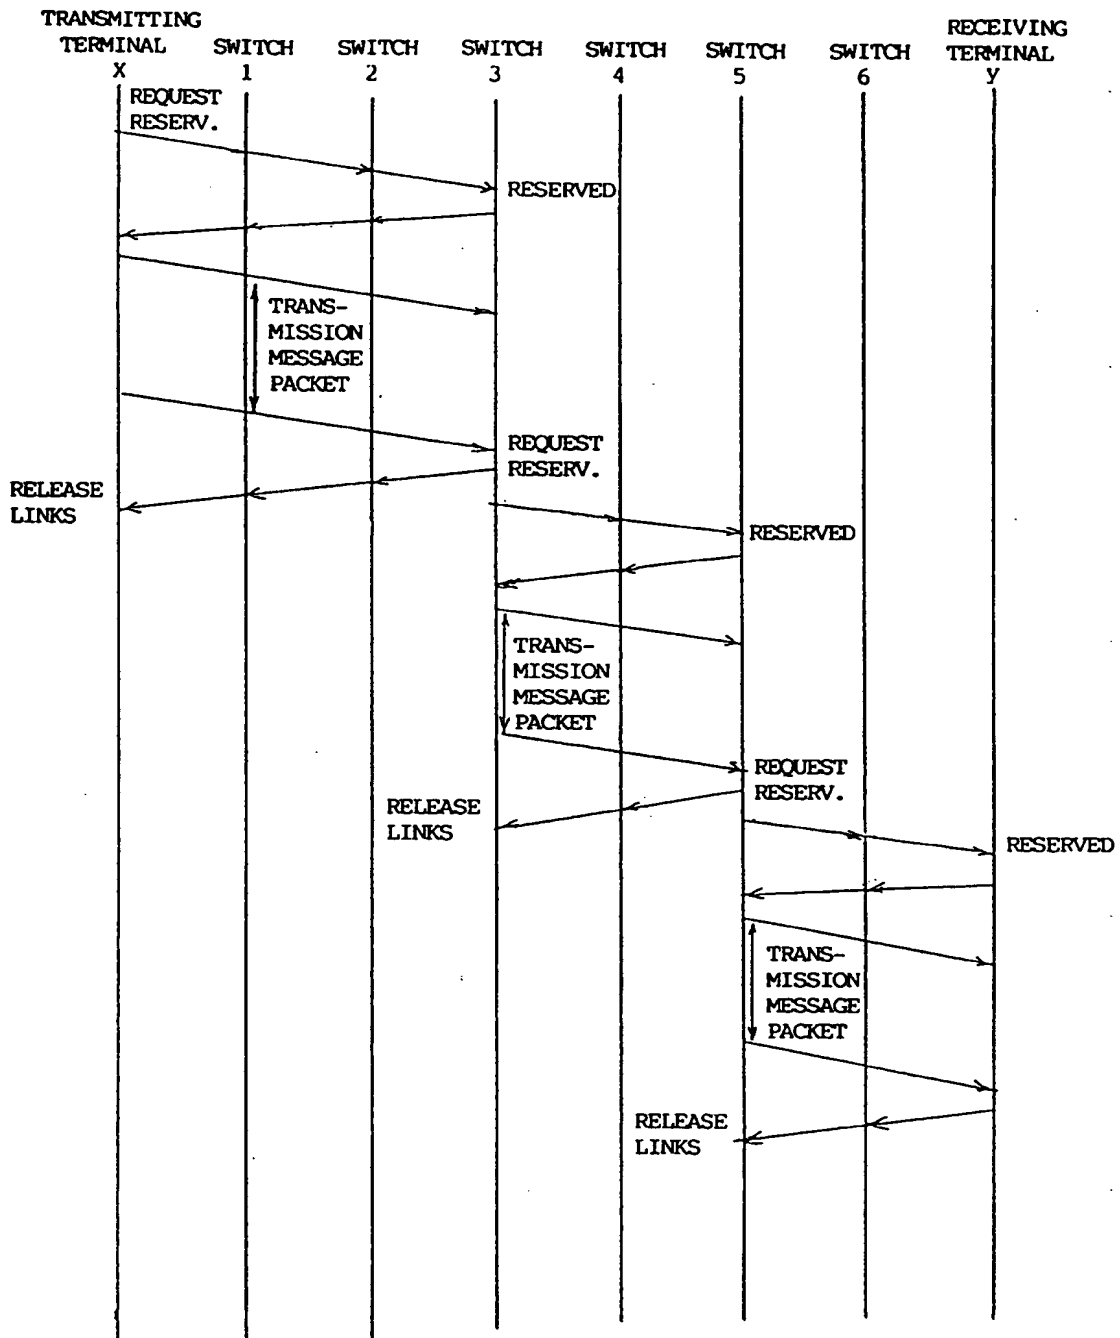 TRANSMITTING
TERMINAL
X
SWITCH
1
SWITCH
2
SWITCH
3
SWITCH
4
SWITCH
5
SWITCH
6
RECEIVING
TERMINAL
Y
REQUEST
RESERV.
RESERVED
TRANS-
MISSION
MESSAGE
PACKET
REQUEST
RESERV.
RELEASE
LINKS
RESERVED
TRANS-
MISSION
MESSAGE
PACKET
REQUEST
RESERV.
RELEASE
LINKS
RESERVED
TRANS-
MISSION
MESSAGE
PACKET
RELEASE
LINKS